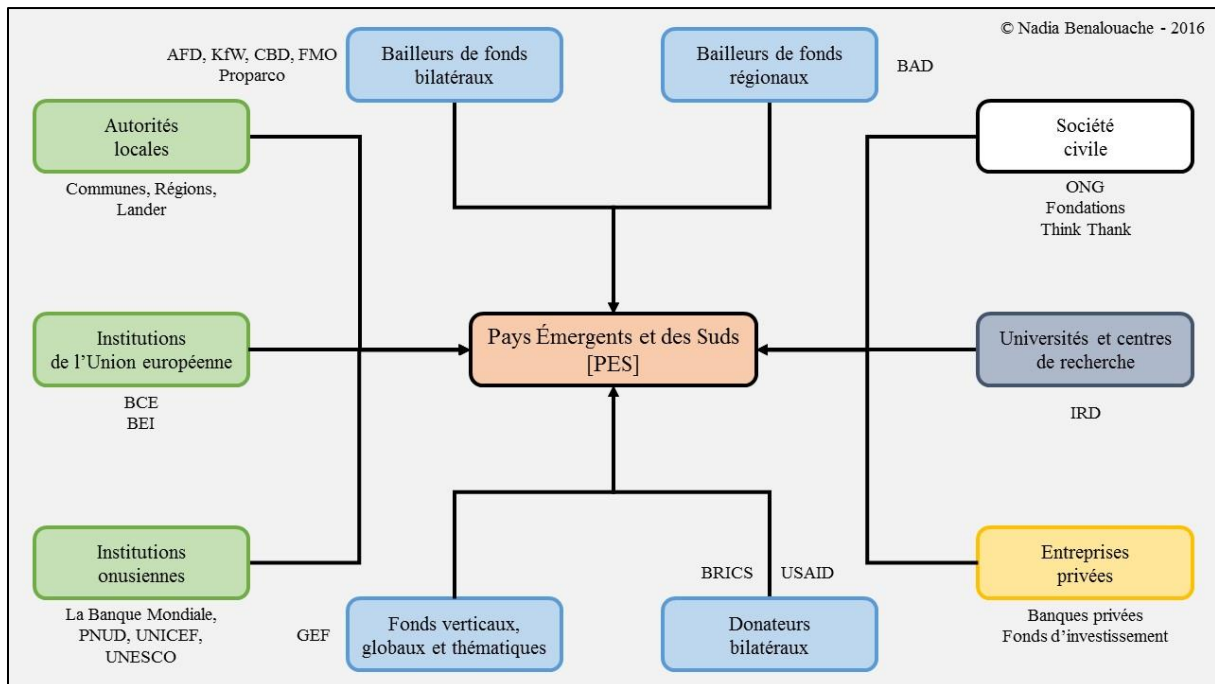 © Nadia Benalouache - 2016
AFD, KfW, CBD, FMO
Proparco
Bailleurs de fonds
bilatéraux
Bailleurs de fonds
régionaux
BAD
Autorités
locales
Communes, Régions,
Lander
Société
civile
ONG
Fondations
Think Thank
Institutions
de l’Union européenne
BCE
BEI
Pays Émergents et des Suds
[PES]
Universités et centres
de recherche
IRD
Institutions
onusiennes
La Banque Mondiale,
PNUD, UNICEF,
UNESCO
GEF
Fonds verticaux,
globaux et thématiques
BRICS
USAID
Donateurs
bilatéraux
Entreprises
privées
Banques privées
Fonds d’investissement